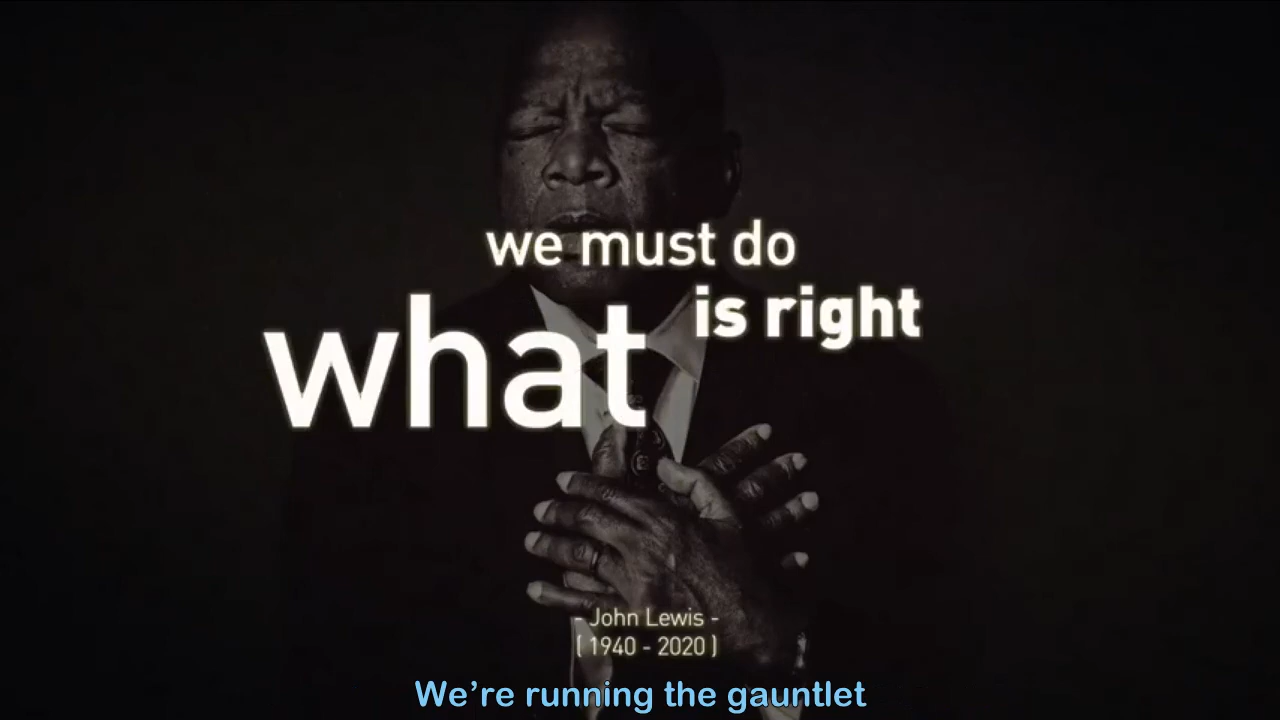 we must do
what is right
- John Lewis -
( 1940 - 2020 )
We're running the gauntlet